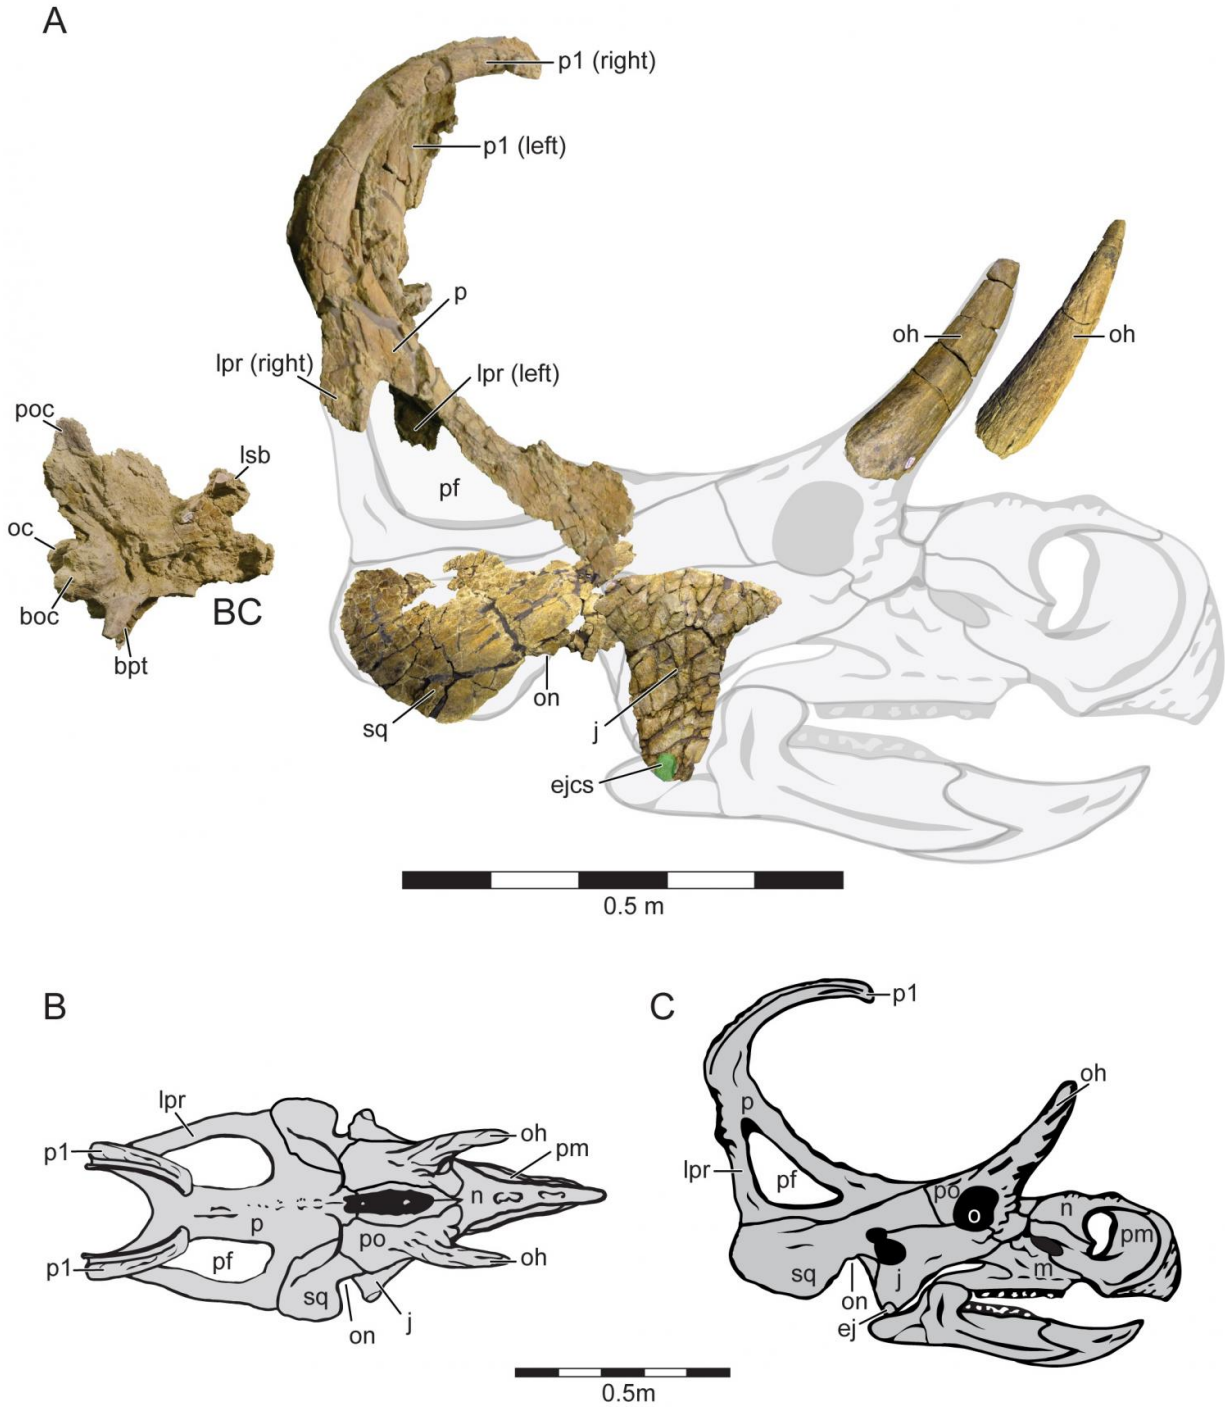 A
p1 (right)
p1 (left)
p
oh
oh
lpr (right)
lpr (left)
poc
lsb
pf
oc
boc
BC
bpt
on
sq
j
ejcs
0.5 m
B
C
p1
oh
lpr
oh
p
p1
pm
lpr
pf
po
n
o
n
pm
p
po
pf
oh
m
p1
sq
j
sq
on
j
on
ej
0.5m